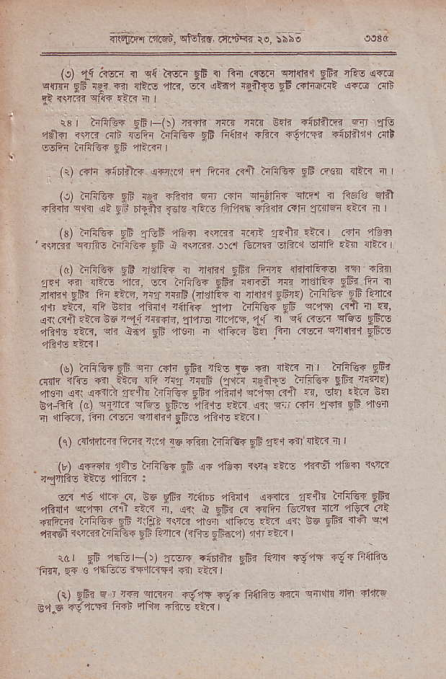 বাংলাদেশ গেজেট, অতিরিক্ত, সেপ্টেম্বর ২৩, ১৯৯৩ ৩৩৪৫
(৩) পূর্ণ বেতনে বা অর্ধ বেতনে ছুটি বা বিনা বেতনে অসাধারণ ছুটির সহিত একত্রে
অধ্যয়ন ছুটি মঞ্জুর করা যাইতে পারে, তবে এইরূপ মঞ্জুরীকৃত ছুটি কোনক্রমেই একত্রে মোট
দুই বৎসরের অধিক হইবে না।
২৪। নৈমিত্তিক ছুটি।—(১) সরকার সময়ে সময়ে উহার কর্মচারীদের জন্য প্রতি
পঞ্জিকা বৎসরে মোট যতদিন নৈমিত্তিক ছুটি নির্ধারণ করিবে কর্তৃপক্ষের কর্মচারীগণ মোট
ততদিন নৈমিত্তিক ছুটি পাইবেন।
(২) কোন কর্মচারীকে একসংগে দশ দিনের বেশী নৈমিত্তিক ছুটি দেওয়া যাইবে না।
(৩) নৈমিত্তিক ছুটি মঞ্জুর করিবার জন্য কোন আনুষ্ঠানিক আদেশ বা বিজ্ঞপ্তি জারী
করিবার অথবা এই ছুটি চাকুরীর বৃত্তান্ত বহিতে লিপিবদ্ধ করিবার কোন প্রয়োজন হইবে না।
(৪) নৈমিত্তিক ছুটি প্রতিটি পঞ্জিকা বৎসরের মধ্যেই গ্রহণীয় হইবে। কোন পঞ্জিকা
বৎসরের অব্যয়িত নৈমিত্তিক ছুটি ঐ বৎসরের ৩১শে ডিসেম্বর তারিখে তামাদি হইয়া যাইবে।
(৫) নৈমিত্তিক ছুটি সাপ্তাহিক বা সাধারণ ছুটির দিনসহ ধারাবাহিকতা রক্ষা করিয়া
গ্রহণ করা যাইতে পারে, তবে নৈমিত্তিক ছুটির মধ্যবর্তী সময় সাপ্তাহিক ছুটির দিন বা
সাধারণ ছুটির দিন হইলে, সমগ্র সময়টি (সাপ্তাহিক বা সাধারণ ছুটিসহ) নৈমিত্তিক ছুটি হিসাবে
গণ্য হইবে, যদি উহার পরিমাণ সর্বাধিক প্রাপ্য নৈমিত্তিক ছুটি অপেক্ষা বেশী না হয়,
এবং বেশী হইলে উক্ত সম্পূর্ণ সময়কাল, প্রাপ্যতা সাপেক্ষে, পূর্ণ বা অর্ধ বেতনে অর্জিত ছুটিতে
পরিণত হইবে, আর ঐরূপ ছুটি পাওনা না থাকিলে উহা বিনা বেতনে অসাধারণ ছুটিতে
পরিণত হইবে।
(৬) নৈমিত্তিক ছুটি অন্য কোন ছুটির সহিত যুক্ত করা যাইবে না। নৈমিত্তিক ছুটির
মেয়াদ বর্ধিত করা হইলে যদি সমগ্র সময়টি (প্রথমে মঞ্জুরীকৃত নৈমিত্তিক ছুটির সময়সহ)
পাওনা এবং একবারে গ্রহণীয় নৈমিত্তিক ছুটির পরিমাণ অপেক্ষা বেশী হয়, তাহা হইলে উহা
উপ-বিধি (৫) অনুসারে অর্জিত ছুটিতে পরিণত হইবে এবং অন্য কোন প্রকার ছুটি পাওনা
না থাকিলে, বিনা বেতনে অসাধারণ ছুটিতে পরিণত হইবে।
(৭) যোগদানের দিনের সংগে যুক্ত করিয়া নৈমিত্তিক ছুটি গ্রহণ করা যাইবে না।
(৮) একদফায় গৃহীত নৈমিত্তিক ছুটি এক পঞ্জিকা বৎসর হইতে পরবর্তী পঞ্জিকা বৎসরে
সম্প্রসারিত হইতে পারিবে :
তবে শর্ত থাকে যে, উক্ত ছুটির সর্বোচ্চ পরিমাণ একবারে গ্রহণীয় নৈমিত্তিক ছুটির
পরিমাণ অপেক্ষা বেশী হইবে না, এবং ঐ ছুটির যে কয়দিন ডিসেম্বর মাসে পড়িবে সেই
কয়দিনের নৈমিত্তিক ছুটি সংশ্লিষ্ট বৎসরে পাওনা থাকিতে হইবে এবং উক্ত ছুটির বাকী অংশ
পরবর্তী বৎসরের নৈমিত্তিক ছুটি হিসাবে (বর্ণিত ছুটিরূপে) গণ্য হইবে।
২৫। ছুটি পদ্ধতি।—(১) প্রত্যেক কর্মচারীর ছুটির হিসাব কর্তৃপক্ষ কর্তৃক নির্ধারিত
নিয়ম, ছক ও পদ্ধতিতে রক্ষণাবেক্ষণ করা হইবে।
(২) ছুটির জন্য সকল আবেদন কর্তৃপক্ষ কর্তৃক নির্ধারিত ফরমে অন্যথায় সাদা কাগজে
উপযুক্ত কর্তৃপক্ষের নিকট দাখিল করিতে হইবে।